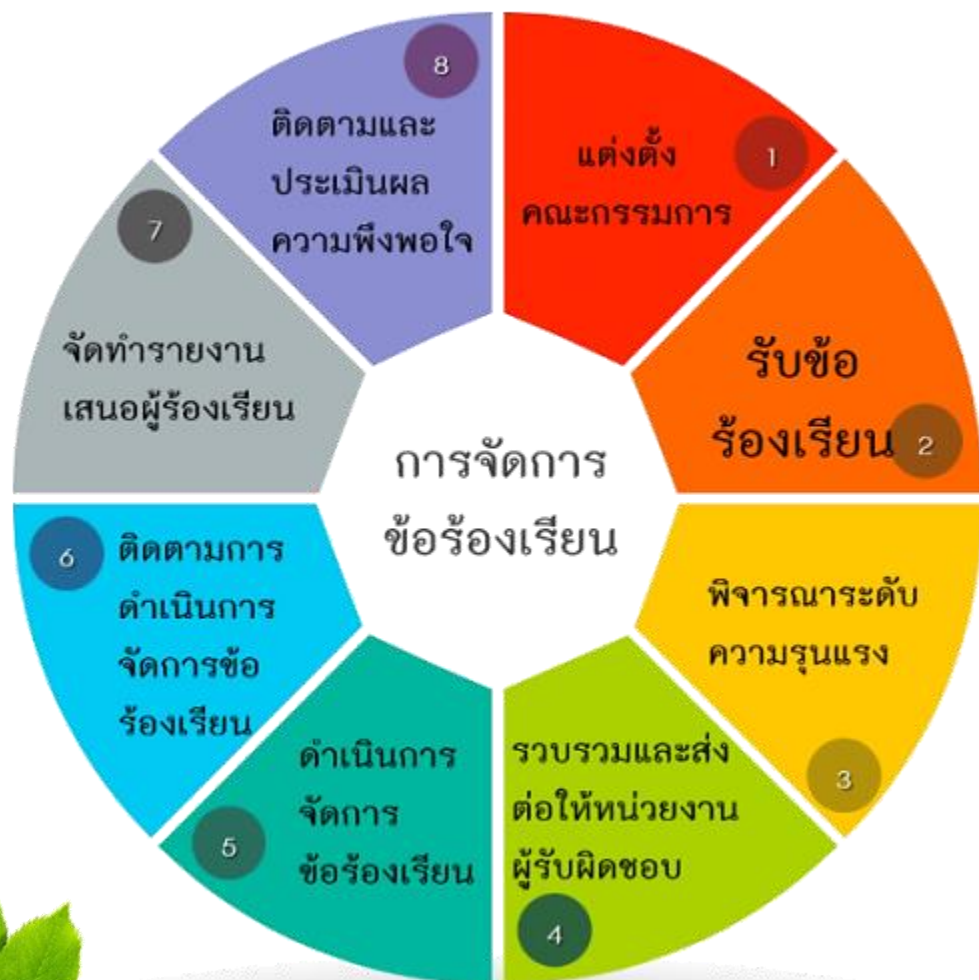 การจัดการ
ข้อร้องเรียน
1
แต่งตั้ง
คณะกรรมการ
2
รับข้อ
ร้องเรียน
3
พิจารณาระดับ
ความรุนแรง
4
รวบรวมและส่ง
ต่อให้หน่วยงาน
ผู้รับผิดชอบ
5
ดำเนินการ
จัดการ
ข้อร้องเรียน
6
ติดตามการ
ดำเนินการ
จัดการข้อ
ร้องเรียน
7
จัดทำรายงาน
เสนอผู้ร้องเรียน
8
ติดตามและ
ประเมินผล
ความพึงพอใจ